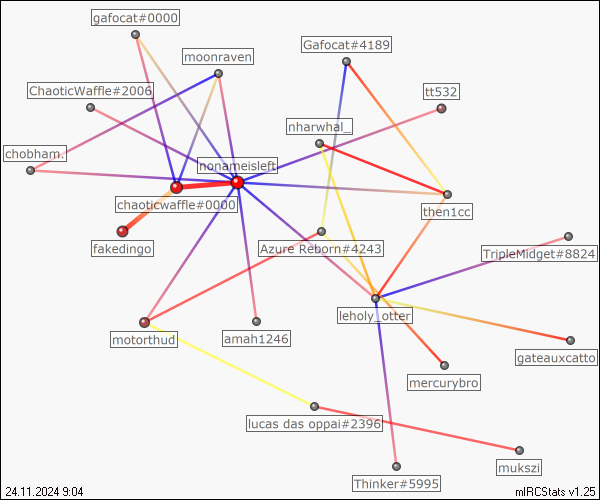 gafocat#0000
Gafocat#4189
moonraven
ChaoticWaffle#2006
tt532
nharwhal_
chobham.
nonameisleft
chaoticwaffle#0000
then1cc
fakedingo
Azure Reborn#4243
TripleMidget#8824
leholy_otter
motorthud
amah1246
gateauxcatto
mercurybro
lucas das oppai#2396
mukszi
Thinker#5995
24.11.2024 9:04
mIRCStats v1.25